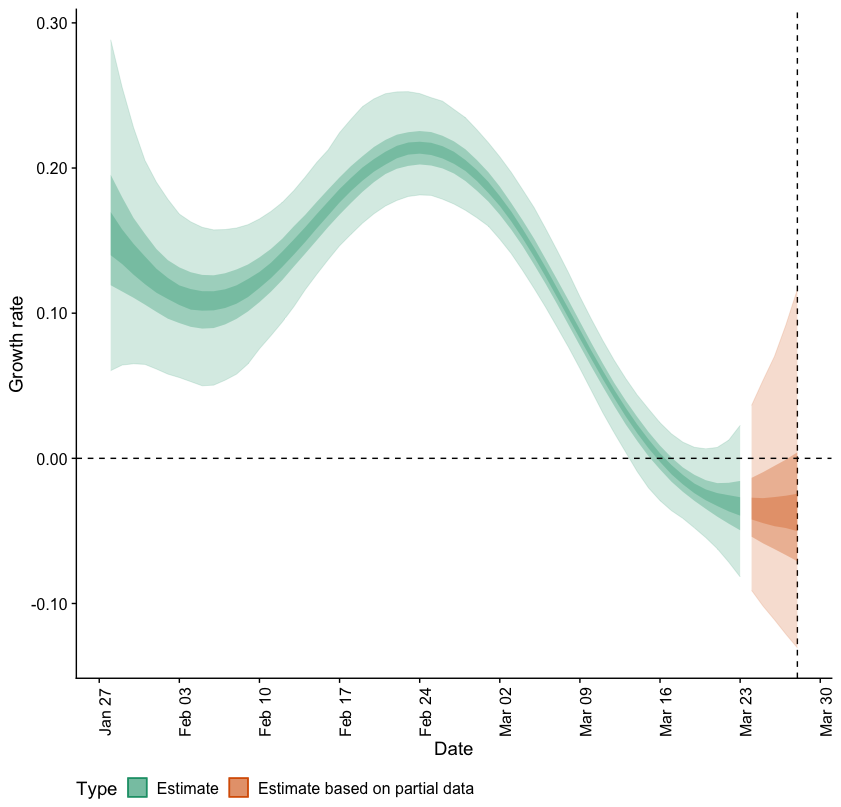 0.30
0.20
0.10
0.00
-0.10
Growth rate
Jan 27
Feb 03
Feb 10
Feb 17
Feb 24
Mar 02
Mar 09
Mar 16
Mar 23
Mar 30
Date
Type Estimate Estimate based on partial data